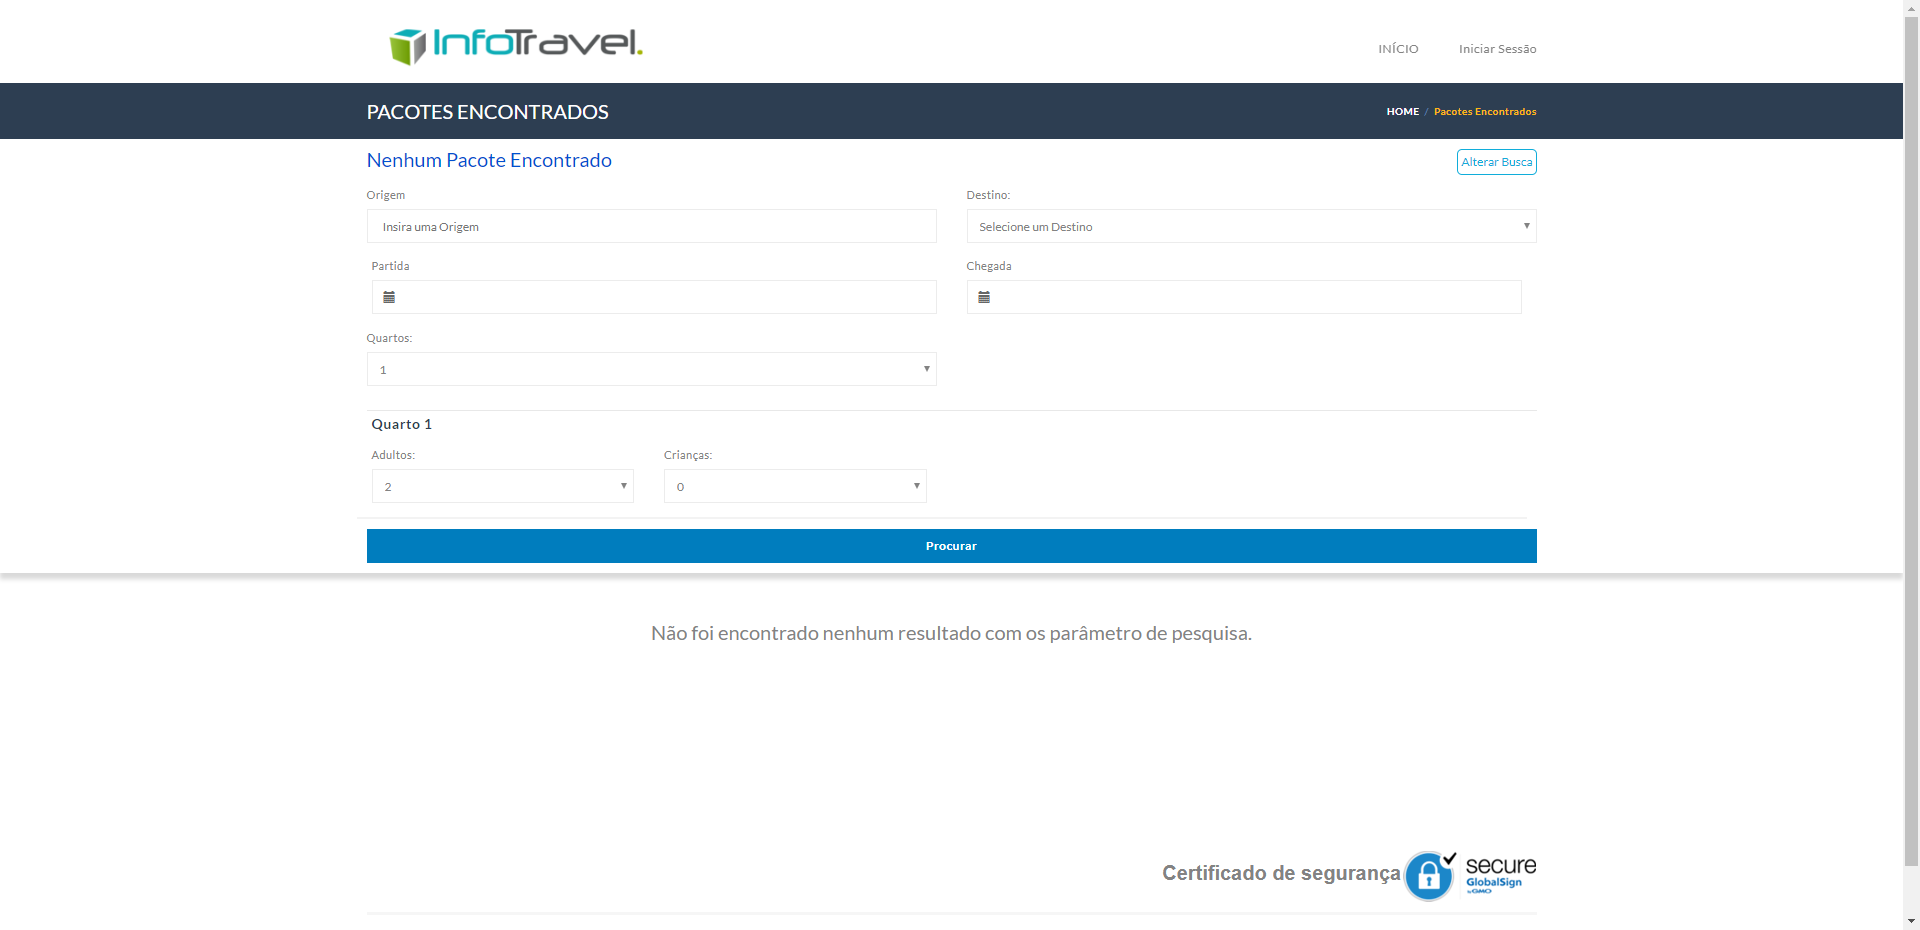 InfoTravel.
INÍCIO
Iniciar Sessão
PACOTES ENCONTRADOS
HOME / Pacotes Encontrados
Nenhum Pacote Encontrado
Alterar Busca
Origem
Destino:
Insira uma Origem
Selecione um Destino
Partida
Chegada
Quartos:
1
Quarto 1
Adultos:
Crianças:
2
0
Procurar
Não foi encontrado nenhum resultado com os parâmetro de pesquisa.
Certificado de segurança
secure
GlobalSign
by GMO